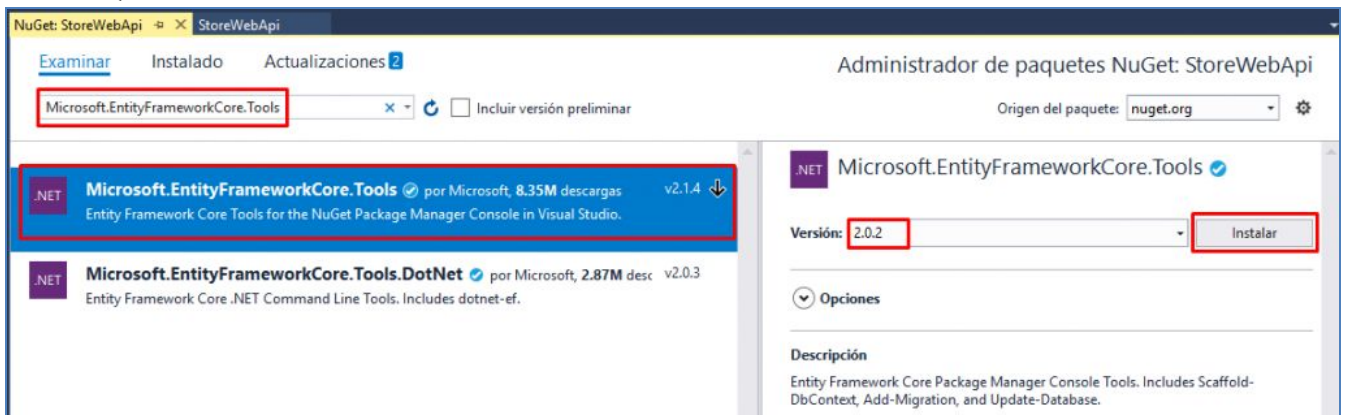 NuGet: StoreWebApi StoreWebApi
Examinar Instalado Actualizaciones 2
Administrador de paquetes NuGet: StoreWebApi
Microsoft.EntityFrameworkCore.Tools Incluir versión preliminar
Origen del paquete: nuget.org
.NET Microsoft.EntityFrameworkCore.Tools por Microsoft, 8.35M descargas v2.1.4
Entity Framework Core Tools for the NuGet Package Manager Console in Visual Studio.
.NET Microsoft.EntityFrameworkCore.Tools.DotNet por Microsoft, 2.87M desc v2.0.3
Entity Framework Core .NET Command Line Tools. Includes dotnet-ef.
.NET Microsoft.EntityFrameworkCore.Tools
Versión: 2.0.2 Instalar
Opciones
Descripción
Entity Framework Core Package Manager Console Tools. Includes Scaffold-
DbContext, Add-Migration, and Update-Database.